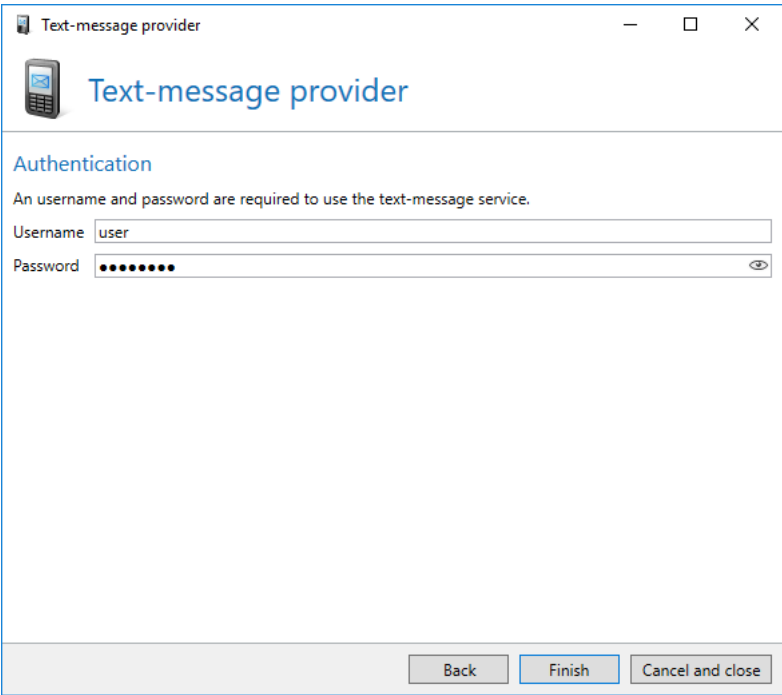 Text-message provider
Text-message provider
Authentication
An username and password are required to use the text-message service.
Username user
Password ●●●●●●●●
Back Finish Cancel and close